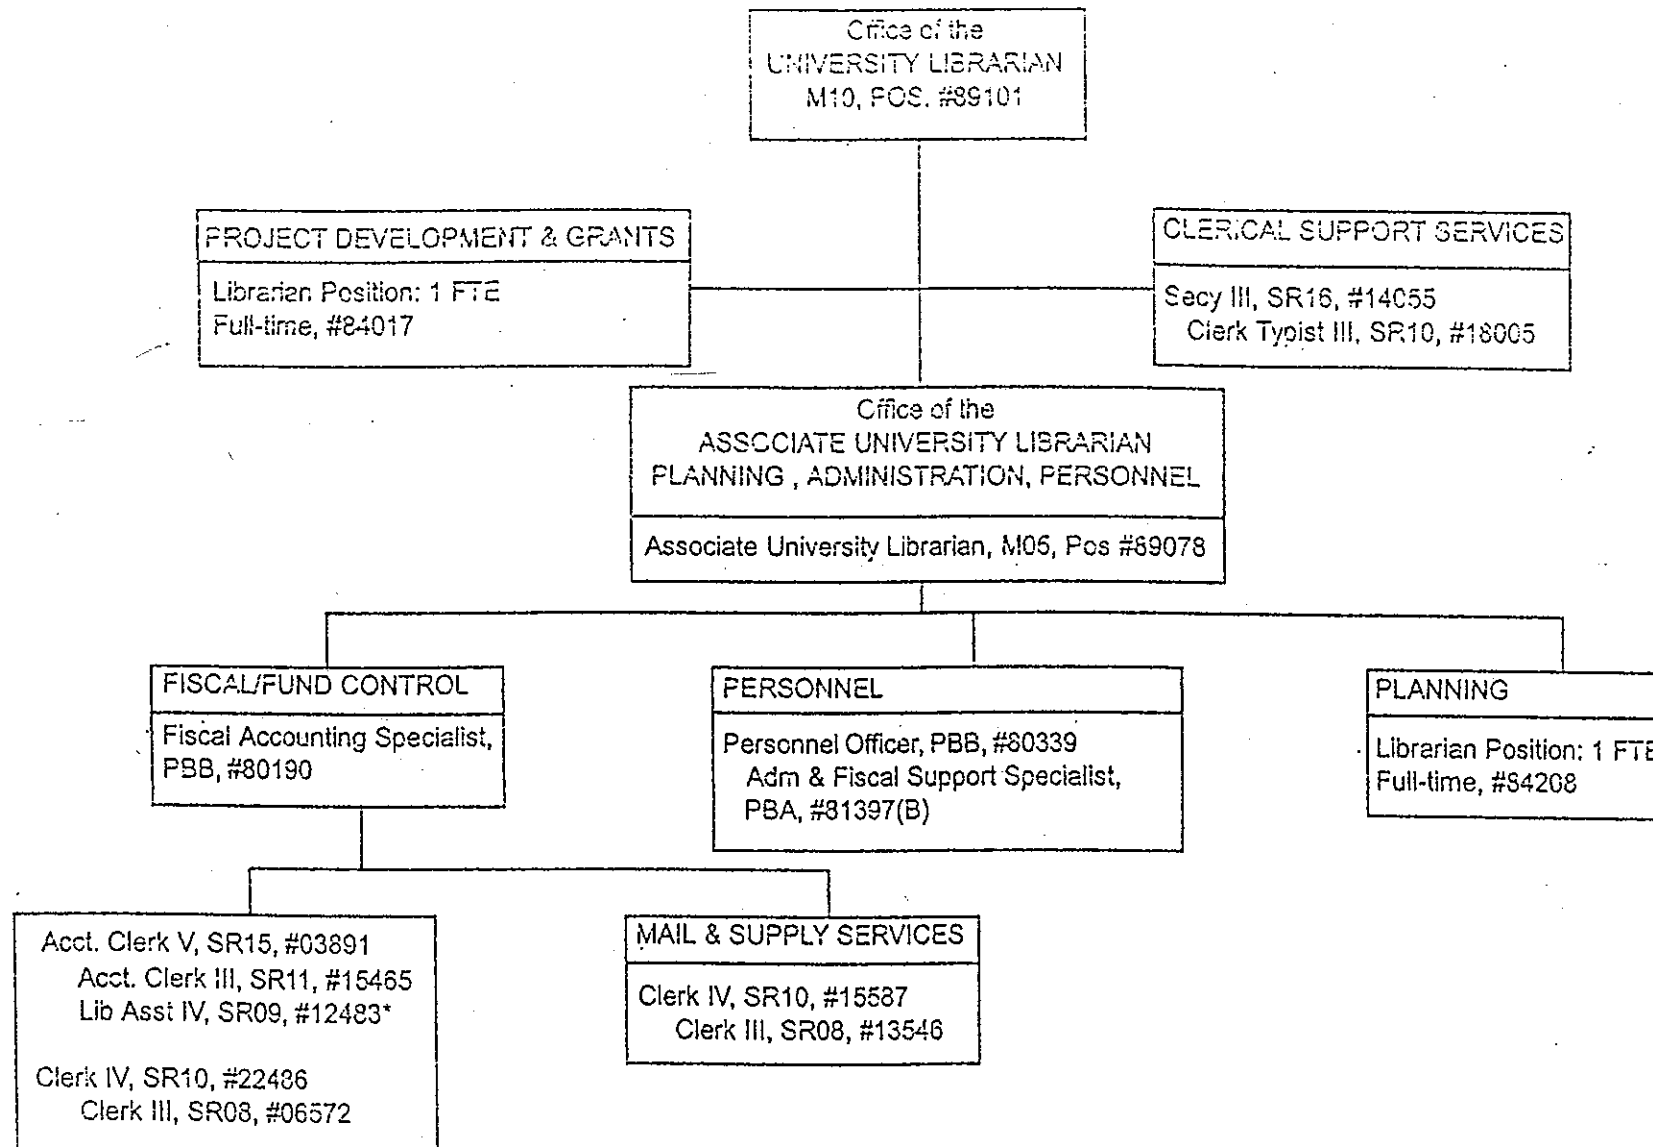 Office of the
UNIVERSITY LIBRARIAN
M10, POS. #89101
PROJECT DEVELOPMENT & GRANTS
Librarian Position: 1 FTE
Full-time, #84017
CLERICAL SUPPORT SERVICES
Secy III, SR16, #14055
Clerk Typist III, SR10, #18005
Office of the
ASSOCIATE UNIVERSITY LIBRARIAN
PLANNING , ADMINISTRATION, PERSONNEL
Associate University Librarian, M05, Pos #89078
FISCAL/FUND CONTROL
Fiscal Accounting Specialist,
PBB, #80190
PERSONNEL
Personnel Officer, PBB, #80339
Adm & Fiscal Support Specialist,
PBA, #81397(B)
PLANNING
Librarian Position: 1 FTE
Full-time, #84208
Acct. Clerk V, SR15, #03891
Acct. Clerk III, SR11, #15465
Lib Asst IV, SR09, #12483*
Clerk IV, SR10, #22486
Clerk III, SR08, #06572
MAIL & SUPPLY SERVICES
Clerk IV, SR10, #15587
Clerk III, SR08, #13546